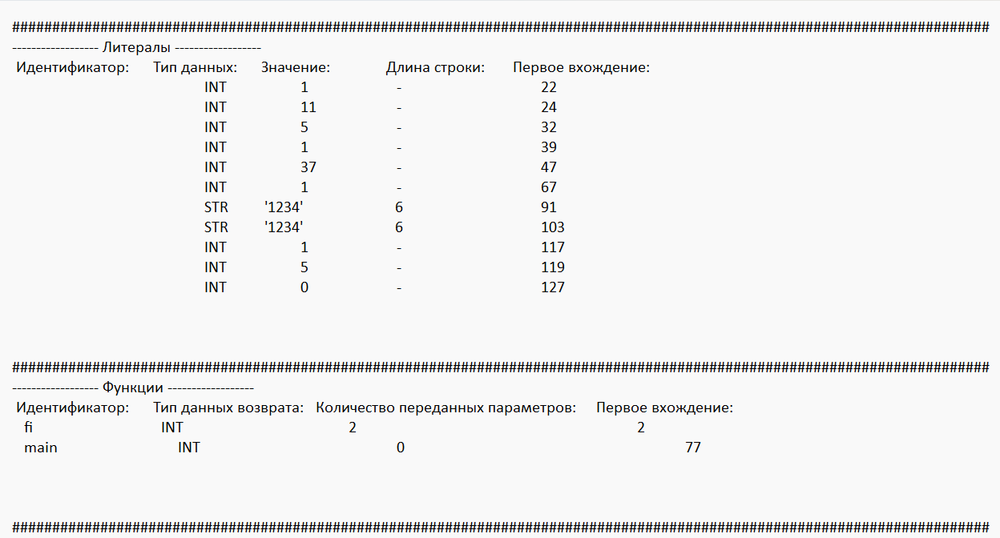 ##########################################################################################################################
------------------ Литералы ------------------
Идентификатор: Тип данных: Значение: Длина строки: Первое вхождение:
INT 1 - 22
INT 11 - 24
INT 5 - 32
INT 1 - 39
INT 37 - 47
INT 1 - 67
STR '1234' 6 91
STR '1234' 6 103
INT 1 - 117
INT 5 - 119
INT 0 - 127
##########################################################################################################################
------------------ Функции ------------------
Идентификатор: Тип данных возврата: Количество переданных параметров: Первое вхождение:
fi INT 2 2
main INT 0 77
##########################################################################################################################